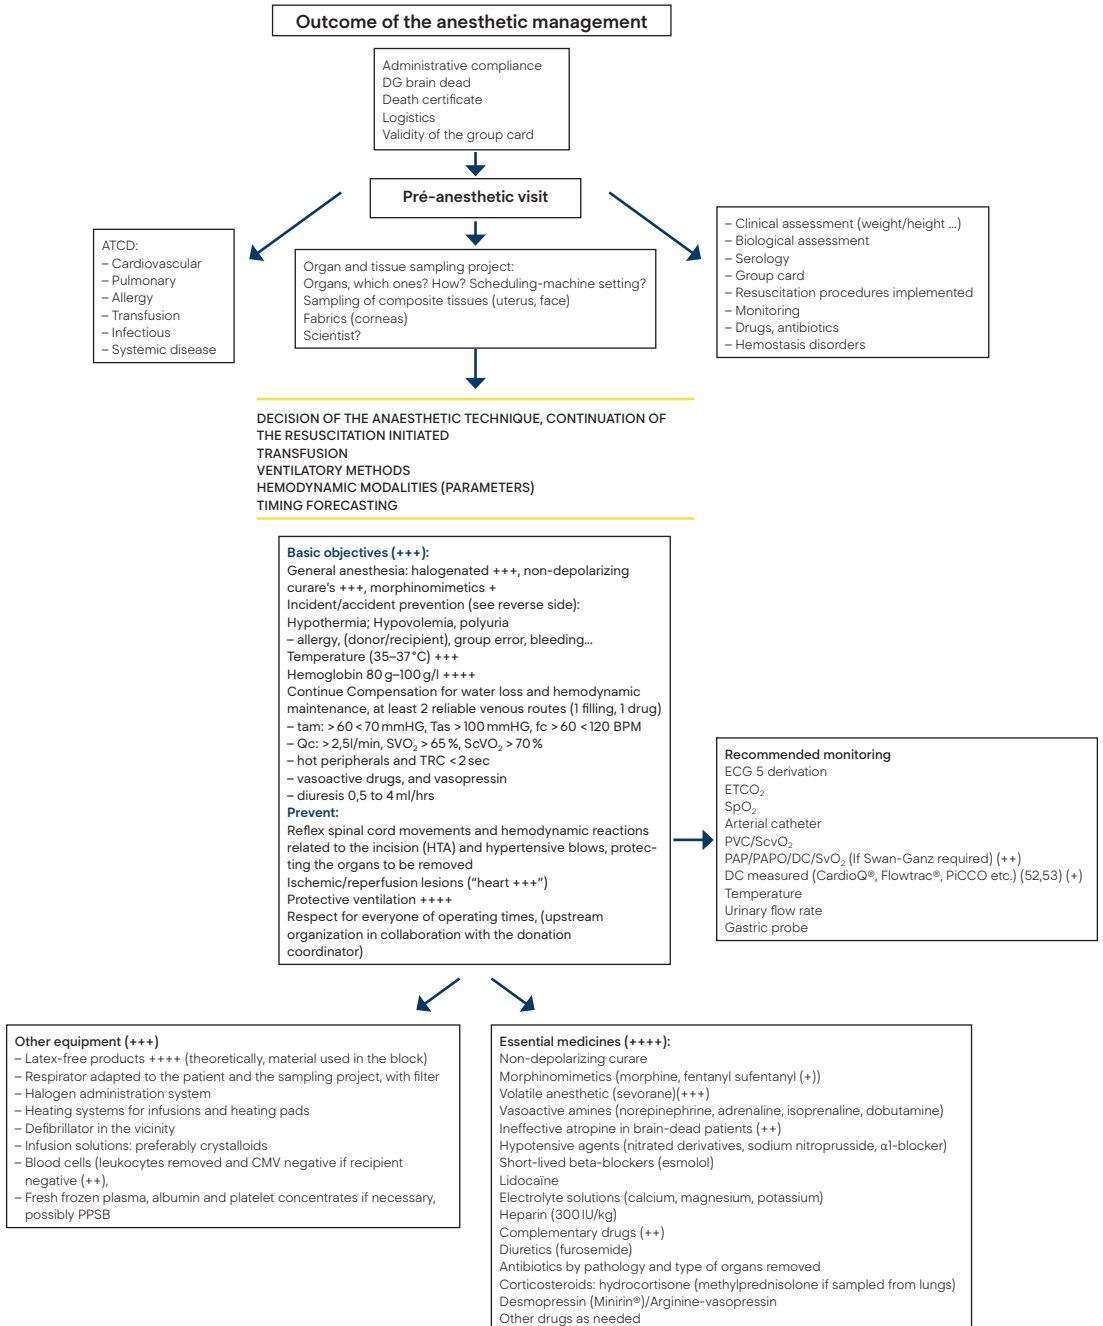 Outcome of the anesthetic management
Administrative compliance
DG brain dead
Death certificate
Logistics
Validity of the group card
Pré-anesthetic visit
ATCD:
– Cardiovascular
– Pulmonary
– Allergy
– Transfusion
– Infectious
– Systemic disease
Organ and tissue sampling project:
Organs, which ones? How? Scheduling-machine setting?
Sampling of composite tissues (uterus, face)
Fabrics (corneas)
Scientist?
– Clinical assessment (weight/height ...)
– Biological assessment
– Serology
– Group card
– Resuscitation procedures implemented
– Monitoring
– Drugs, antibiotics
– Hemostasis disorders
DECISION OF THE ANAESTHETIC TECHNIQUE, CONTINUATION OF
THE RESUSCITATION INITIATED
TRANSFUSION
VENTILATORY METHODS
HEMODYNAMIC MODALITIES (PARAMETERS)
TIMING FORECASTING
Basic objectives (+++):
General anesthesia: halogenated +++, non-depolarizing
curare's +++, morphinomimetics +
Incident/accident prevention (see reverse side):
Hypothermia; Hypovolemia, polyuria
– allergy, (donor/recipient), group error, bleeding...
Temperature (35–37°C) +++
Hemoglobin 80 g–100 g/l ++++
Continue Compensation for water loss and hemodynamic
maintenance, at least 2 reliable venous routes (1 filling, 1 drug)
– tam: > 60 < 70 mmHG, Tas > 100 mmHG, fc > 60 < 120 BPM
– Qc: > 2,5l/min, SVO₂ > 65 %, ScVO₂ > 70 %
– hot peripherals and TRC < 2 sec
– vasoactive drugs, and vasopressin
– diuresis 0,5 to 4 ml/hrs
Prevent:
Reflex spinal cord movements and hemodynamic reactions
related to the incision (HTA) and hypertensive blows, protec-
ting the organs to be removed
Ischemic/reperfusion lesions ("heart +++")
Protective ventilation ++++
Respect for everyone of operating times, (upstream
organization in collaboration with the donation
coordinator)
Recommended monitoring
ECG 5 derivation
ETCO₂
SpO₂
Arterial catheter
PVC/ScvO₂
PAP/PAPO/DC/SvO₂ (If Swan-Ganz required) (++)
DC measured (CardioQ®, Flowtrac®, PiCCO etc.) (52,53) (+)
Temperature
Urinary flow rate
Gastric probe
Other equipment (+++)
– Latex-free products ++++ (theoretically, material used in the block)
– Respirator adapted to the patient and the sampling project, with filter
– Halogen administration system
– Heating systems for infusions and heating pads
– Defibrillator in the vicinity
– Infusion solutions: preferably crystalloids
– Blood cells (leukocytes removed and CMV negative if recipient
negative (++),
– Fresh frozen plasma, albumin and platelet concentrates if necessary,
possibly PPSB
Essential medicines (++++):
Non-depolarizing curare
Morphinomimetics (morphine, fentanyl sufentanyl (+))
Volatile anesthetic (sevorane)(+++)
Vasoactive amines (norepinephrine, adrenaline, isoprenaline, dobutamine)
Ineffective atropine in brain-dead patients (++)
Hypotensive agents (nitrated derivatives, sodium nitroprusside, α1-blocker)
Short-lived beta-blockers (esmolol)
Lidocaïne
Electrolyte solutions (calcium, magnesium, potassium)
Heparin (300 IU/kg)
Complementary drugs (++)
Diuretics (furosemide)
Antibiotics by pathology and type of organs removed
Corticosteroids: hydrocortisone (methylprednisolone if sampled from lungs)
Desmopressin (Minirin®)/Arginine-vasopressin
Other drugs as needed